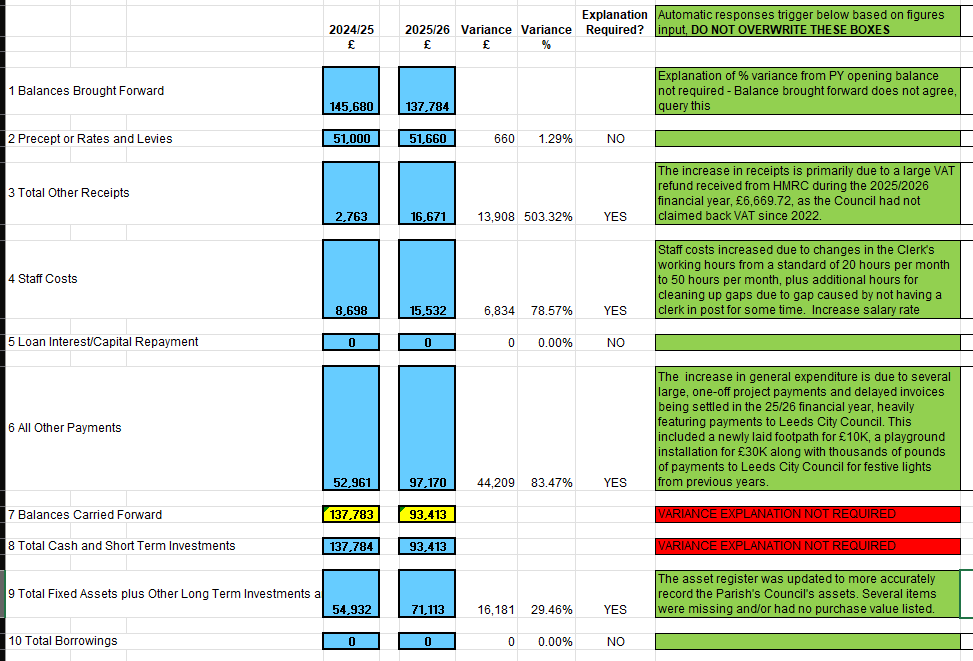 Explanation Automatic responses trigger below based on figures
2024/25 2025/26 Variance Variance Required? input, DO NOT OVERWRITE THESE BOXES
£ £ £ %
Explanation of % variance from PY opening balance
1 Balances Brought Forward not required - Balance brought forward does not agree,
145,680 137,784 query this
2 Precept or Rates and Levies 51,000 51,660 660 1.29% NO
The increase in receipts is primarily due to a large VAT
3 Total Other Receipts refund received from HMRC during the 2025/2026
financial year, £6,669.72, as the Council had not
2,763 16,671 13,908 503.32% YES claimed back VAT since 2022.
Staff costs increased due to changes in the Clerk's
working hours from a standard of 20 hours per month
4 Staff Costs to 50 hours per month, plus additional hours for
cleaning up gaps due to gap caused by not having a
8,698 15,532 6,834 78.57% YES clerk in post for some time. Increase salary rate
5 Loan Interest/Capital Repayment 0 0 0 0.00% NO
The increase in general expenditure is due to several
large, one-off project payments and delayed invoices
being settled in the 25/26 financial year, heavily
6 All Other Payments featuring payments to Leeds City Council. This
included a newly laid footpath for £10K, a playground
installation for £30K along with thousands of pounds
of payments to Leeds City Council for festive lights
52,961 97,170 44,209 83.47% YES from previous years.
7 Balances Carried Forward 137,783 93,413 VARIANCE EXPLANATION NOT REQUIRED
8 Total Cash and Short Term Investments 137,784 93,413 VARIANCE EXPLANATION NOT REQUIRED
The asset register was updated to more accurately
9 Total Fixed Assets plus Other Long Term Investments a record the Parish's Council's assets. Several items
54,932 71,113 16,181 29.46% YES were missing and/or had no purchase value listed.
10 Total Borrowings 0 0 0 0.00% NO